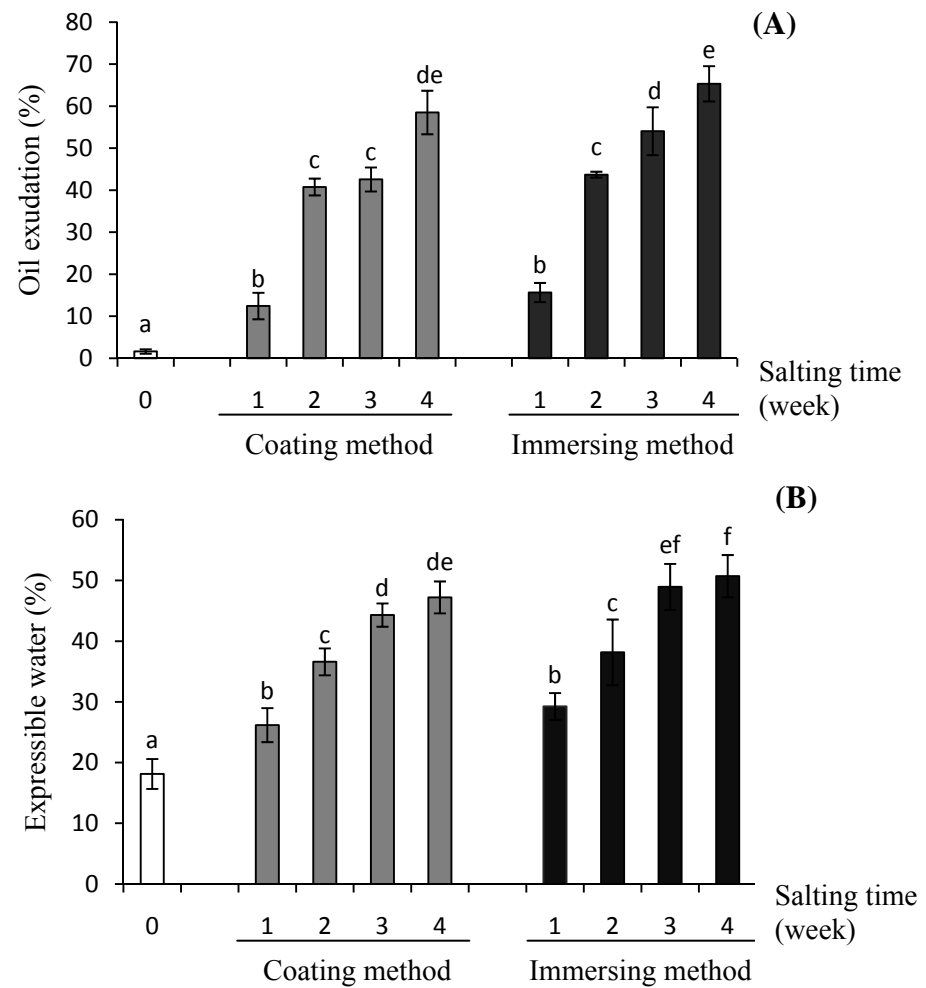 (A)
Oil exudation (%)
80
70
60
50
40
30
20
10
0
a
b
c
c
de
b
c
d
e
0 1 2 3 4 1 2 3 4
Salting time
(week)
Coating method Immersing method
(B)
Expressible water (%)
60
50
40
30
20
10
0
a
b
c
d
de
b
c
ef
f
0 1 2 3 4 1 2 3 4
Salting time
(week)
Coating method Immersing method